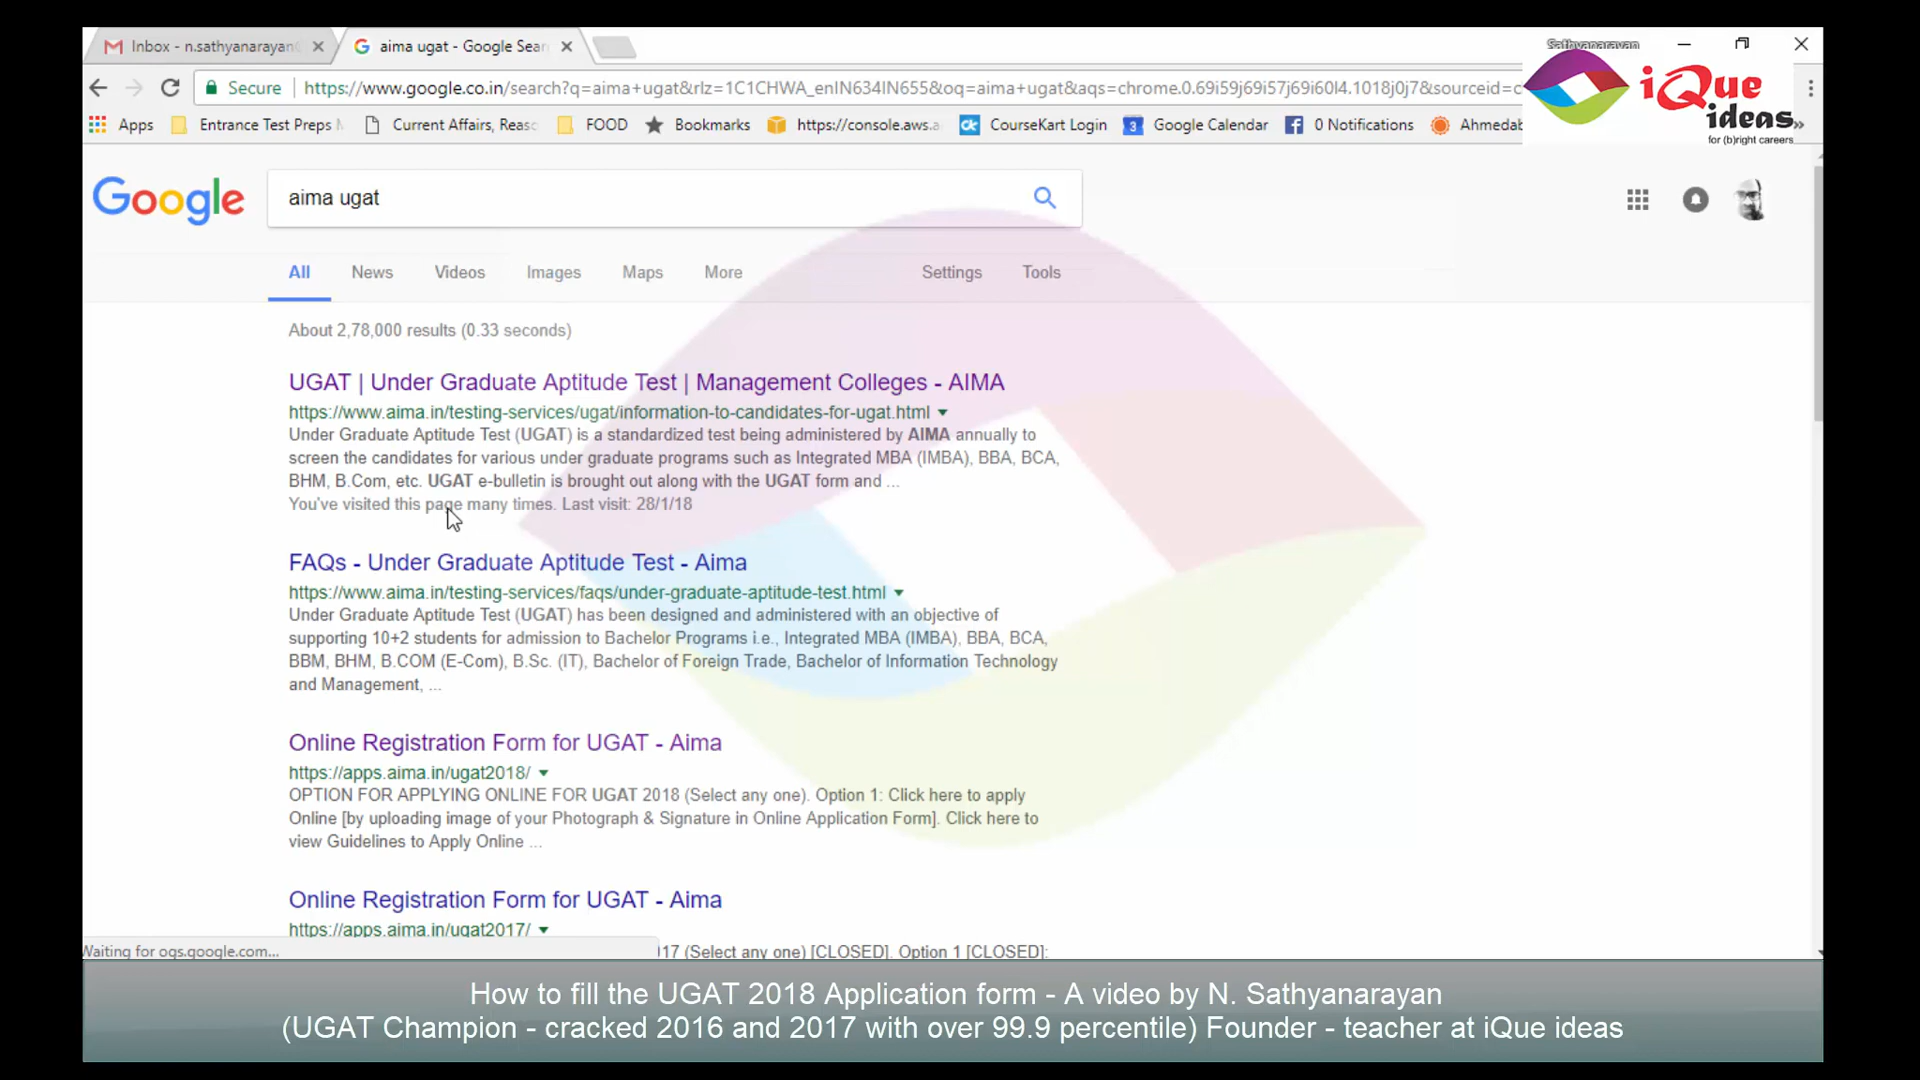 Inbox - n.sathyanarayan
aima ugat - Google Sear
Sathyanarayan
Secure
https://www.google.co.in/search?q=aima+ugat&rlz=1C1CHWA_enIN634IN655&oq=aima+ugat&aqs=chrome.0.69i59j69i57j69i60l4.1018j0j7&sourceid=c
iQue
ideas
for (b)right careers
Apps
Entrance Test Preps
Current Affairs, Reaso
FOOD
Bookmarks
https://console.aws.a
ck CourseKart Login
3 Google Calendar
0 Notifications
Ahmedab
»
Google
aima ugat
All News Videos Images Maps More Settings Tools
About 2,78,000 results (0.33 seconds)
UGAT | Under Graduate Aptitude Test | Management Colleges - AIMA
https://www.aima.in/testing-services/ugat/information-to-candidates-for-ugat.html
Under Graduate Aptitude Test (UGAT) is a standardized test being administered by AIMA annually to
screen the candidates for various under graduate programs such as Integrated MBA (IMBA), BBA, BCA,
BHM, B.Com, etc. UGAT e-bulletin is brought out along with the UGAT form and ...
You've visited this page many times. Last visit: 28/1/18
FAQs - Under Graduate Aptitude Test - Aima
https://www.aima.in/testing-services/faqs/under-graduate-aptitude-test.html
Under Graduate Aptitude Test (UGAT) has been designed and administered with an objective of
supporting 10+2 students for admission to Bachelor Programs i.e., Integrated MBA (IMBA), BBA, BCA,
BBM, BHM, B.COM (E-Com), B.Sc. (IT), Bachelor of Foreign Trade, Bachelor of Information Technology
and Management, ...
Online Registration Form for UGAT - Aima
https://apps.aima.in/ugat2018/
OPTION FOR APPLYING ONLINE FOR UGAT 2018 (Select any one). Option 1: Click here to apply
Online [by uploading image of your Photograph & Signature in Online Application Form]. Click here to
view Guidelines to Apply Online ...
Online Registration Form for UGAT - Aima
https://apps.aima.in/ugat2017/
Waiting for ogs.google.com...
17 (Select any one) [CLOSED]. Option 1 [CLOSED]:
How to fill the UGAT 2018 Application form - A video by N. Sathyanarayan
(UGAT Champion - cracked 2016 and 2017 with over 99.9 percentile) Founder - teacher at iQue ideas